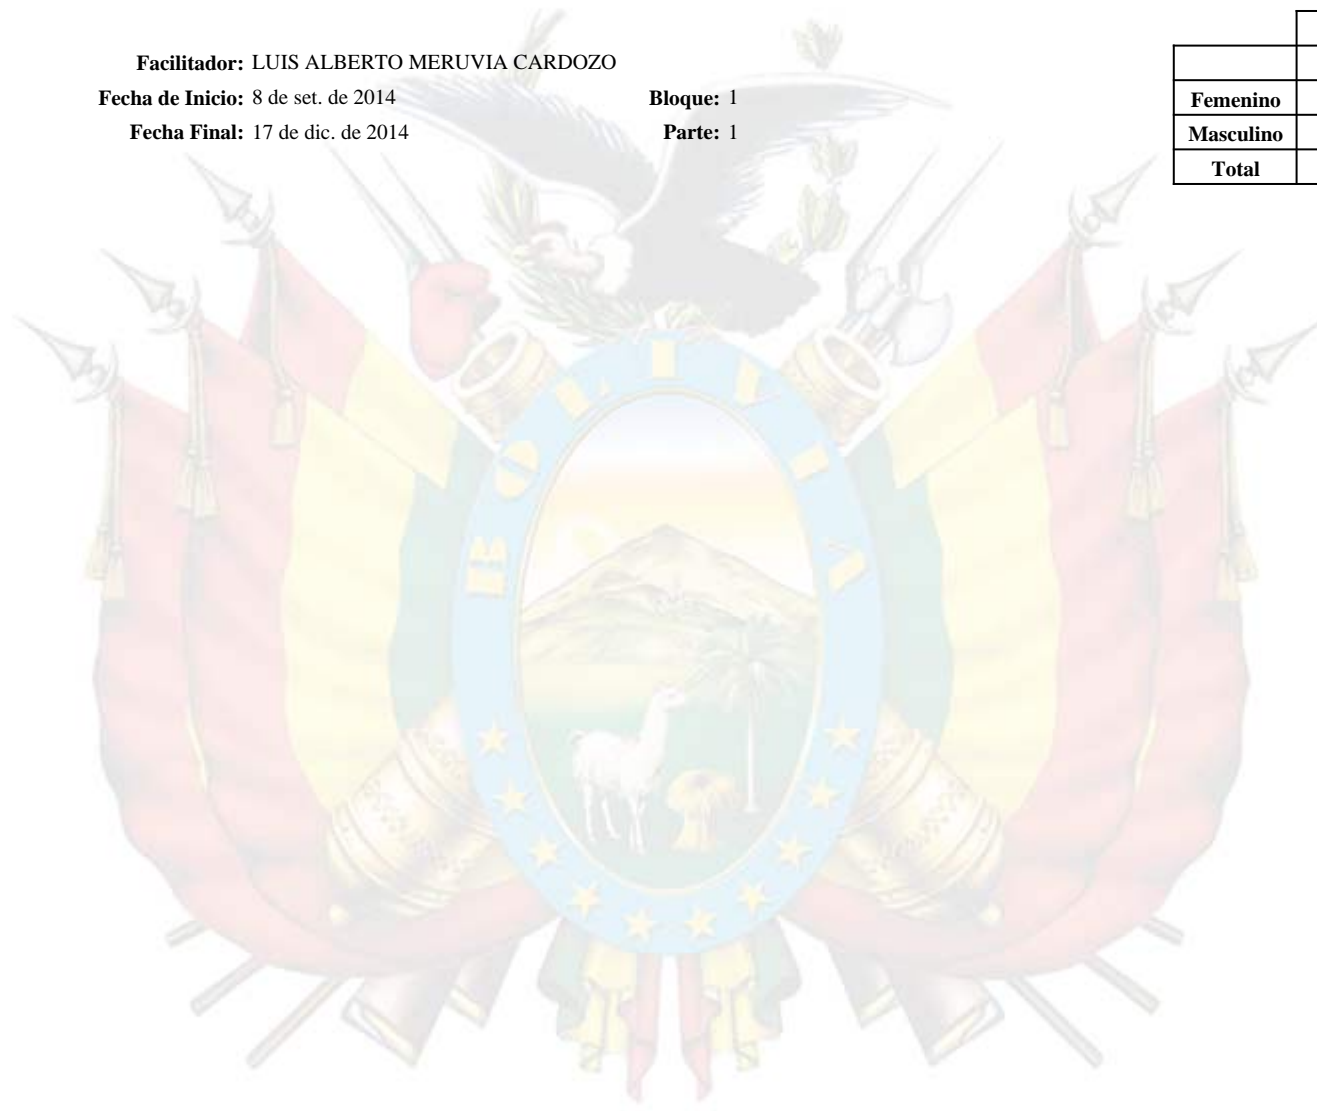 Facilitador: LUIS ALBERTO MERUVIA CARDOZO
Fecha de Inicio: 8 de set. de 2014 Bloque: 1
Fecha Final: 17 de dic. de 2014 Parte: 1
Femenino
Masculino
Total
BOLIVIA